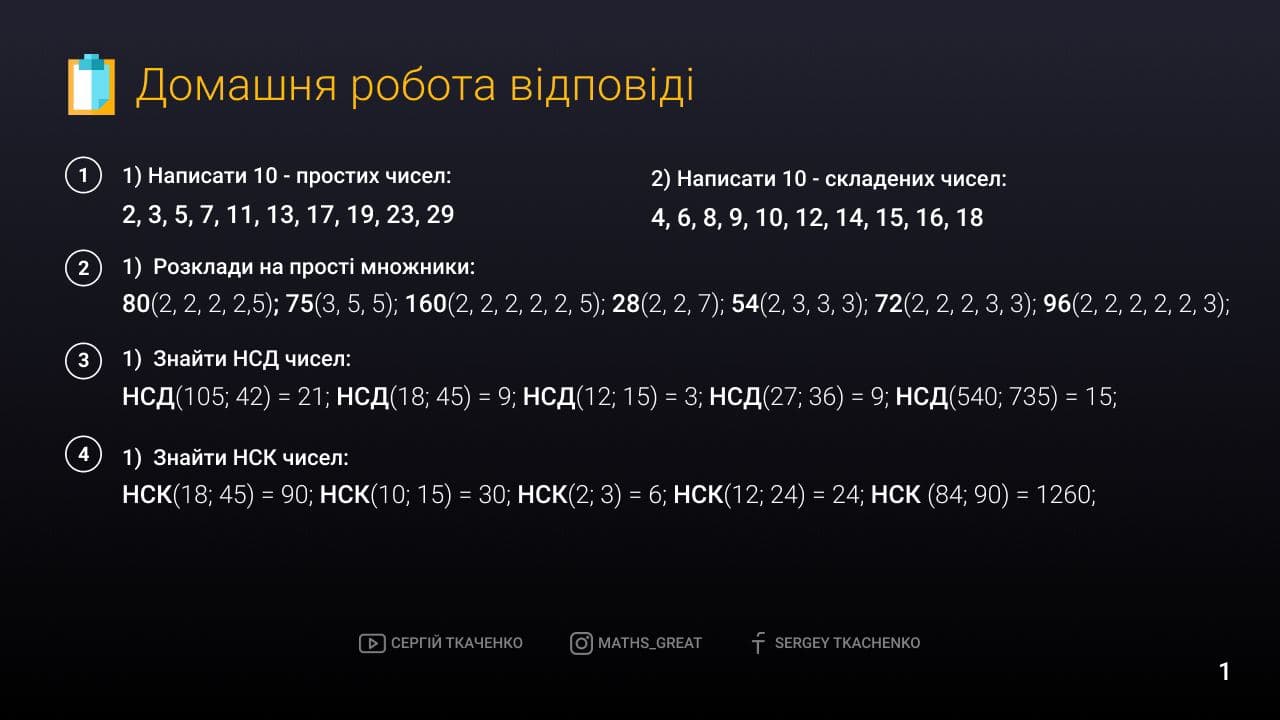 Домашня робота відповіді
1
1) Написати 10 - простих чисел:
2, 3, 5, 7, 11, 13, 17, 19, 23, 29
2) Написати 10 - складених чисел:
4, 6, 8, 9, 10, 12, 14, 15, 16, 18
2
1) Розклади на прості множники:
80(2, 2, 2, 2,5); 75(3, 5, 5); 160(2, 2, 2, 2, 2, 5); 28(2, 2, 7); 54(2, 3, 3, 3); 72(2, 2, 2, 3, 3); 96(2, 2, 2, 2, 2, 3);
3
1) Знайти НСД чисел:
НСД(105; 42) = 21; НСД(18; 45) = 9; НСД(12; 15) = 3; НСД(27; 36) = 9; НСД(540; 735) = 15;
4
1) Знайти НСК чисел:
НСК(18; 45) = 90; НСК(10; 15) = 30; НСК(2; 3) = 6; НСК(12; 24) = 24; НСК (84; 90) = 1260;
СЕРГІЙ ТКАЧЕНКО MATHS_GREAT SERGEY TKACHENKO
1